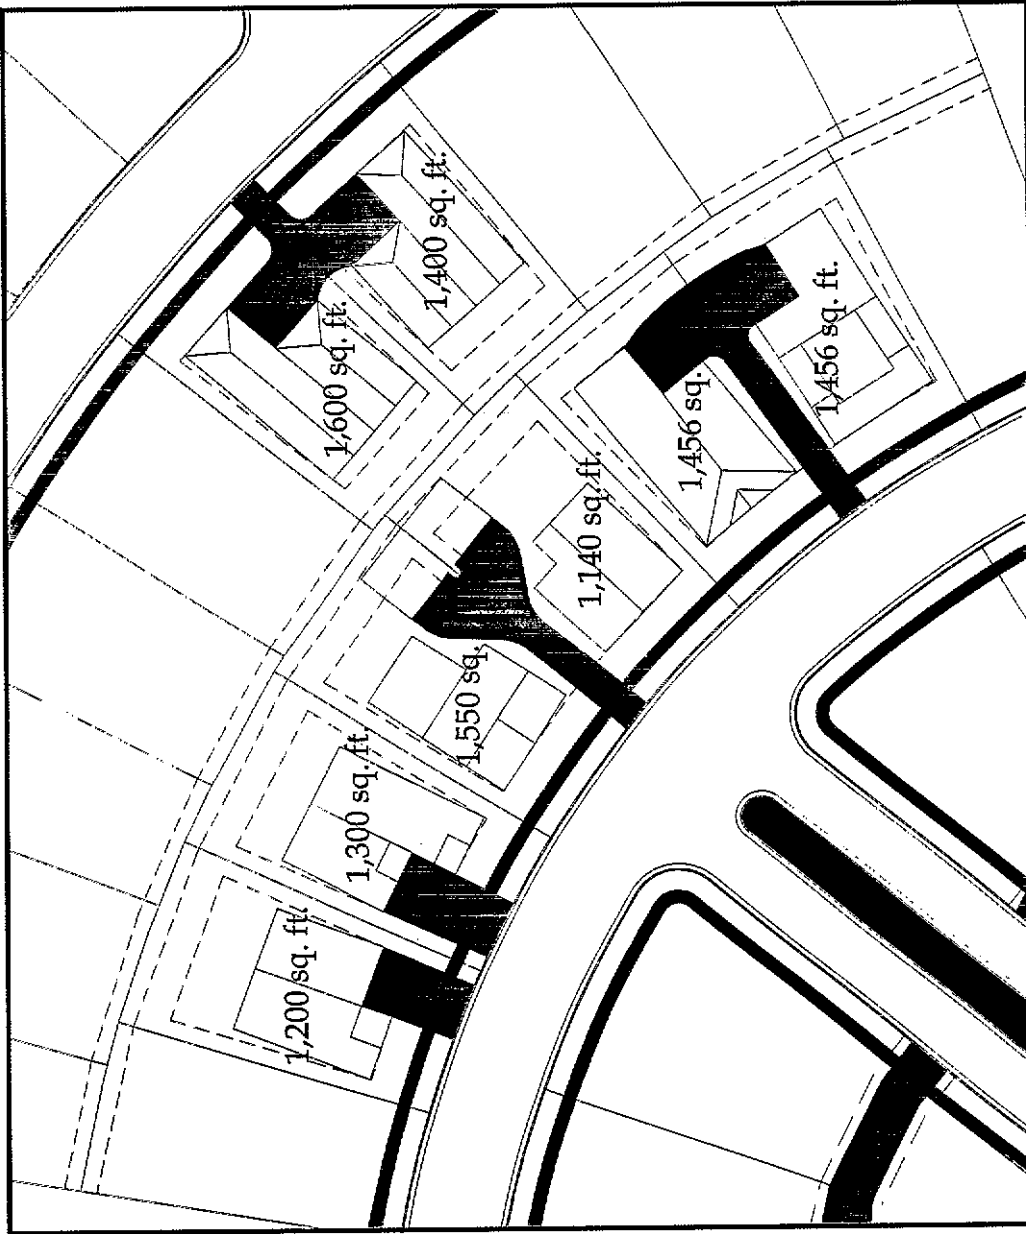 1,200 sq. ft.
1,600 sq. ft.
1,300 sq. ft.
1,400 sq. ft.
1,550 sq.
1,140 sq. ft.
1,456 sq.
1,456 sq. ft.